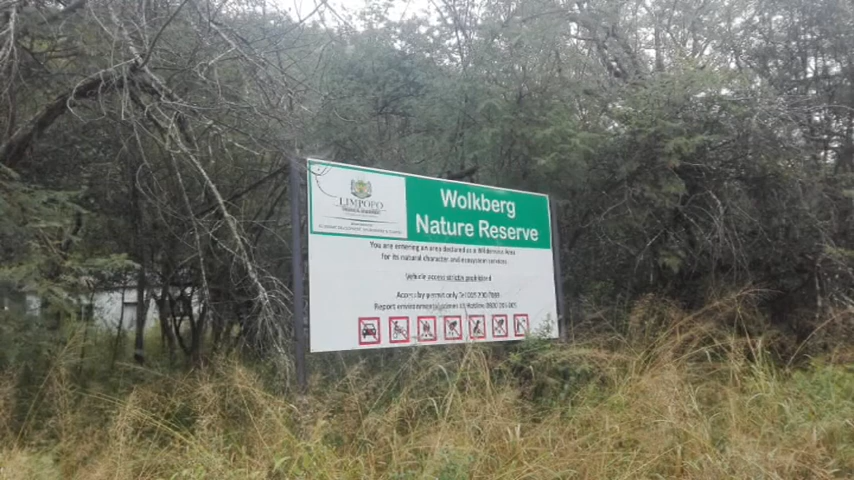 LIMPOPO
Wolkberg
Nature Reserve
You are entering an area declared as a Wilderness Area
for its natural character and ecosystem services
Vehicle access strictly prohibited
Access by permit only Tel
Report environmental crimes